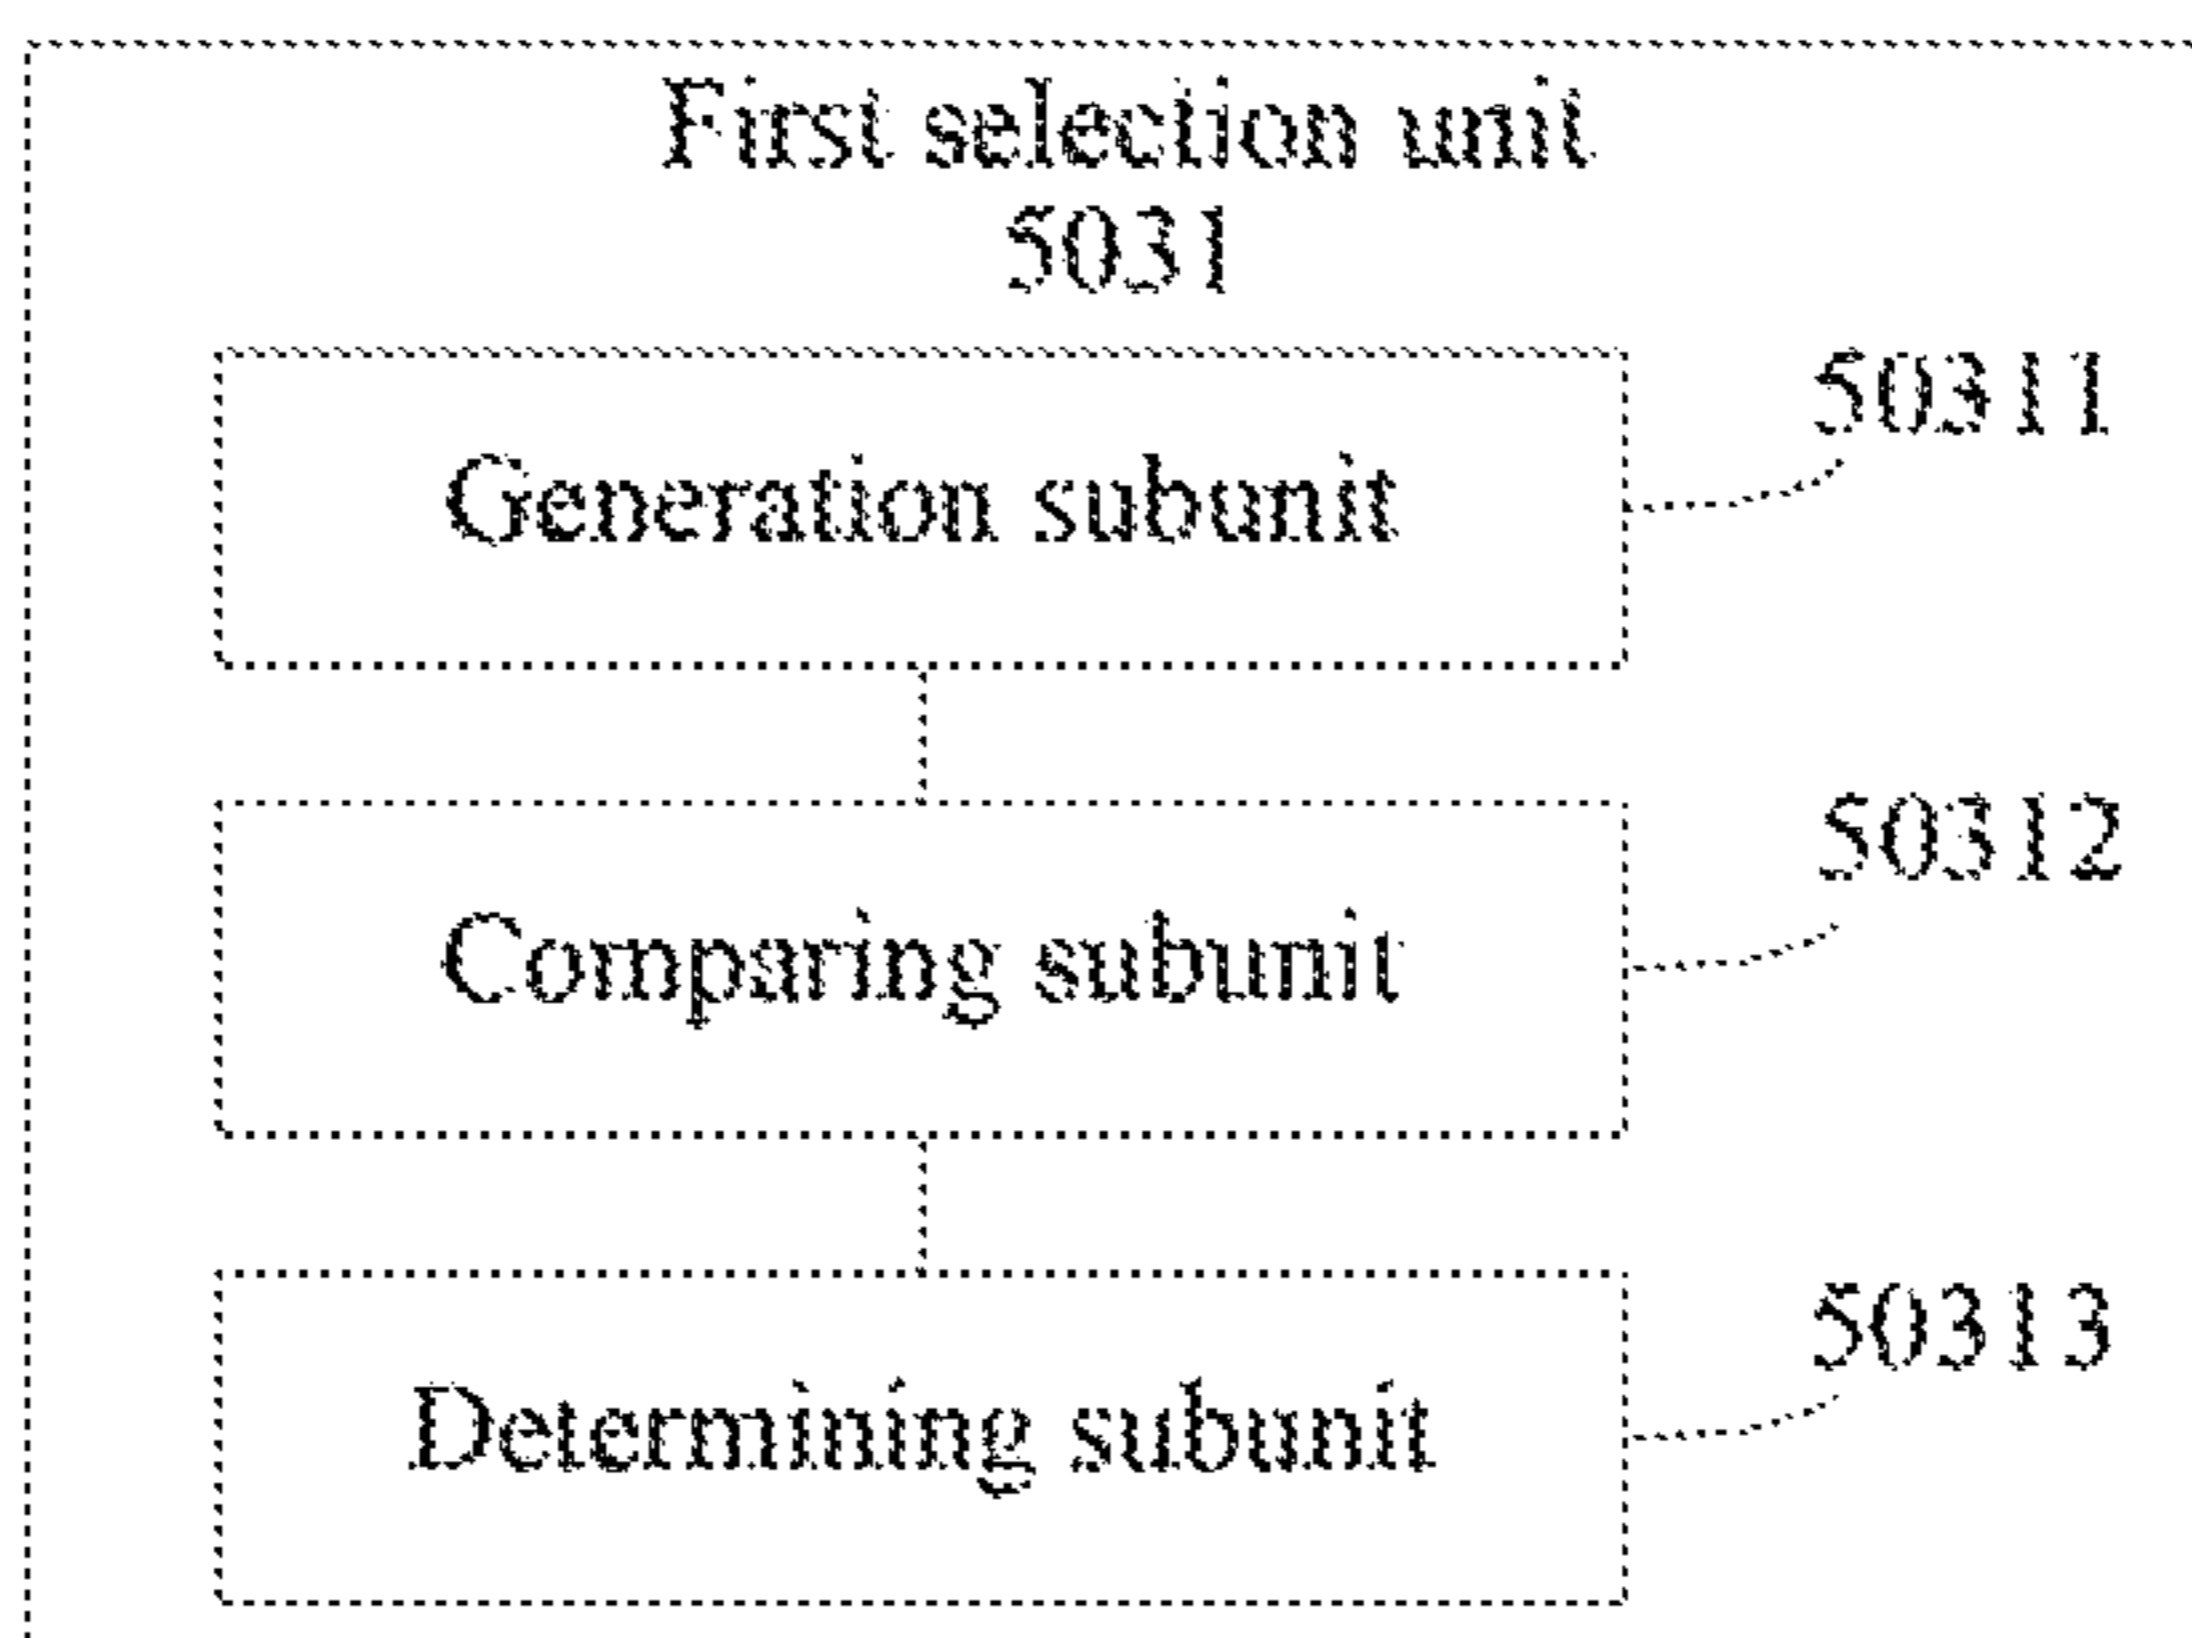 First selection unit
5031
50311
Generation subunit
50312
Comparing subunit
50313
Determining subunit